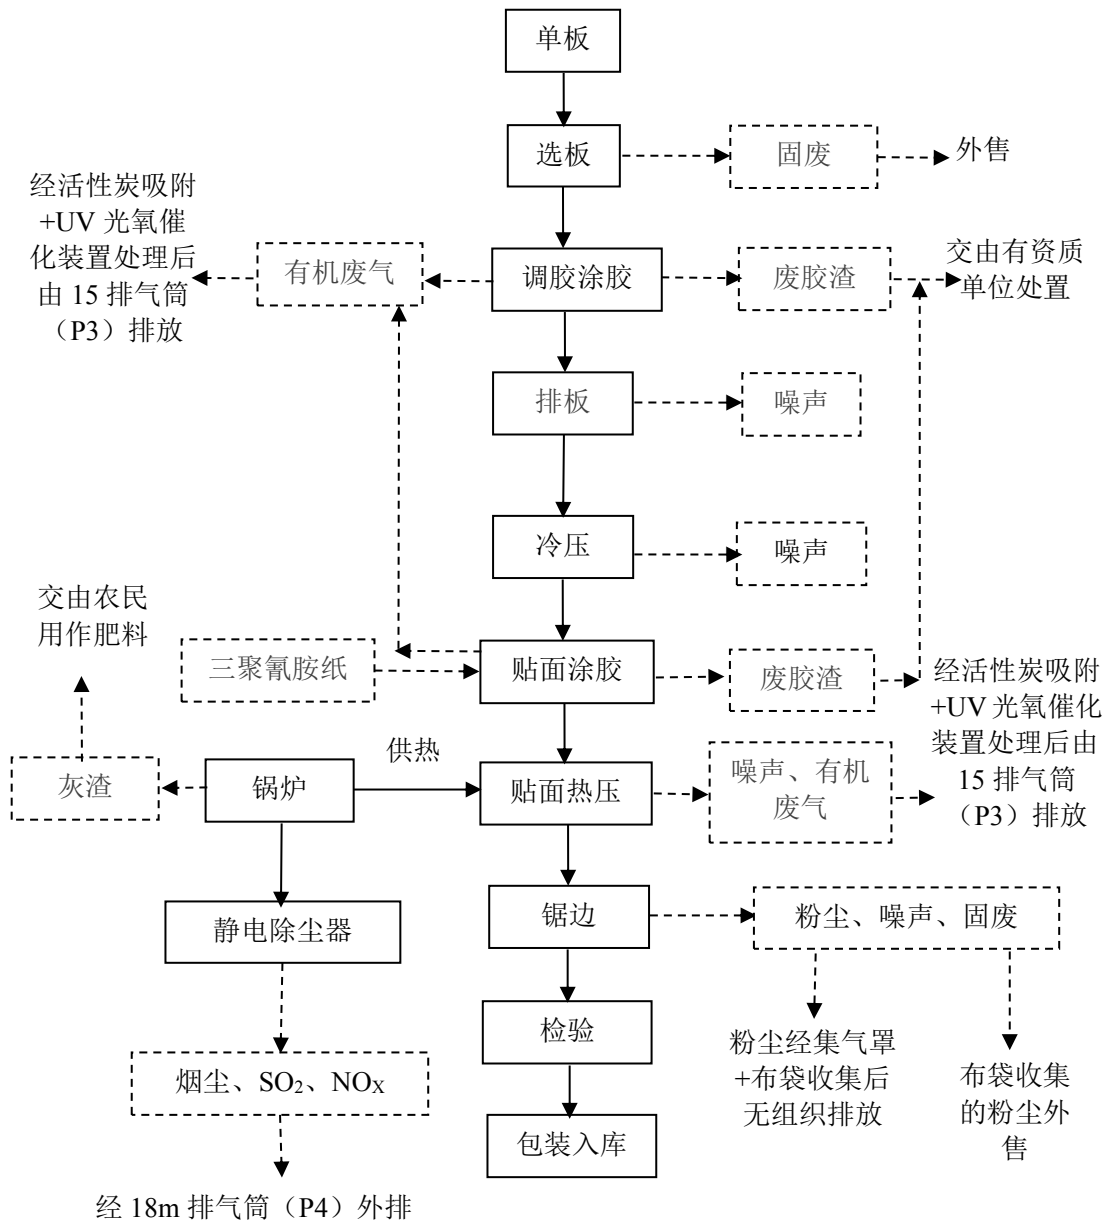 单板
选板
固废
外售
经活性炭吸附
+UV 光氧催
化装置处理后
由 15 排气筒
（P3）排放
有机废气
调胶涂胶
废胶渣
交由有资质
单位处置
排板
噪声
冷压
噪声
交由农民
用作肥料
三聚氰胺纸
贴面涂胶
废胶渣
经活性炭吸附
+UV 光氧催化
装置处理后由
15 排气筒
（P3）排放
供热
灰渣
锅炉
贴面热压
噪声、有机
废气
锯边
粉尘、噪声、固废
静电除尘器
检验
粉尘经集气罩
+布袋收集后
无组织排放
布袋收集
的粉尘外
售
烟尘、SO₂、NOX
包装入库
经 18m 排气筒（P4）外排